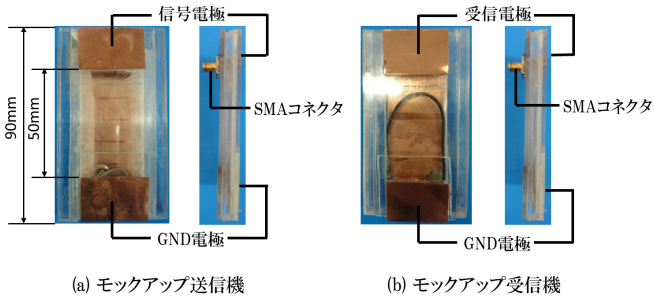 信号電極
受信電極
90mm
50mm
SMAコネクタ
SMAコネクタ
GND電極
GND電極
(a) モックアップ送信機
(b) モックアップ受信機